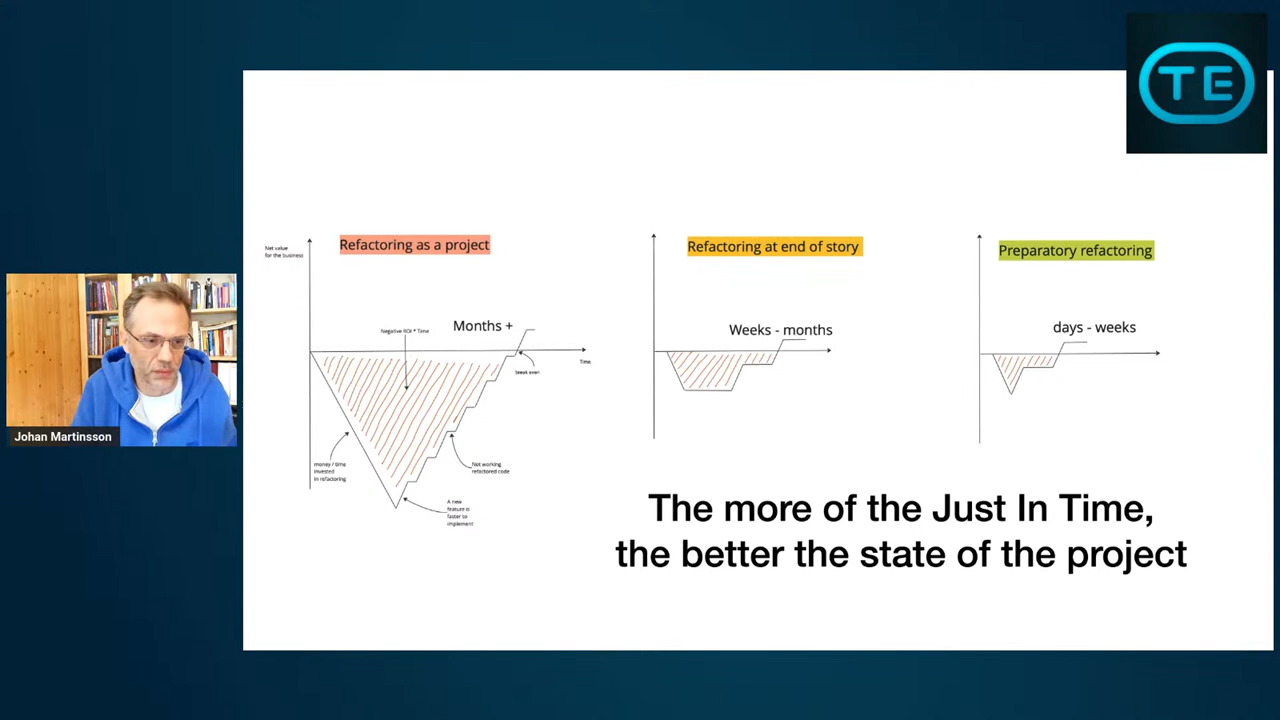 TE
Refactoring as a project
Net value
for the business
Negative ROI * Time
Months +
Time
break even
money / time
invested
in refactoring
Not working
refactored code
A new
feature is
faster to
implement
Refactoring at end of story
Weeks - months
Preparatory refactoring
days - weeks
The more of the Just In Time,
the better the state of the project
Johan Martinsson